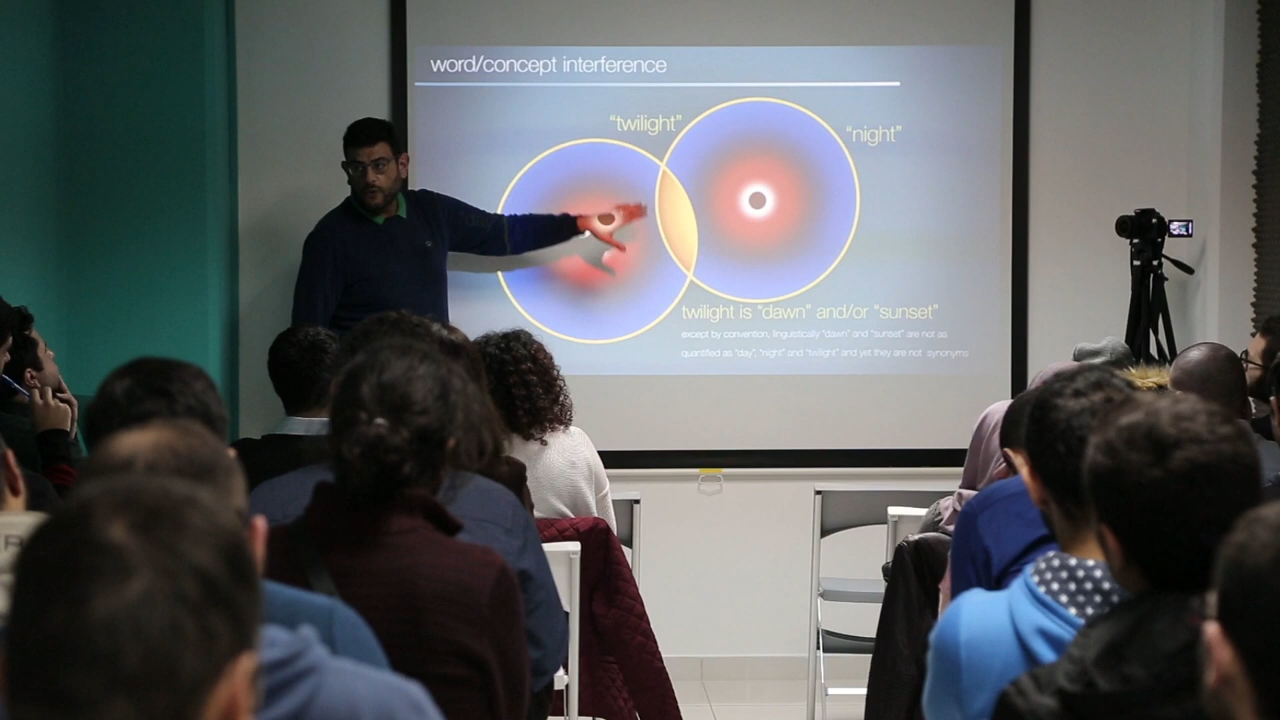 word/concept interference
“twilight”
“night”
twilight is “dawn” and/or “sunset”
except by convention, linguistically “dawn” and “sunset” are not as
quantified as “day”, “night” and “twilight” and yet they are not synonyms